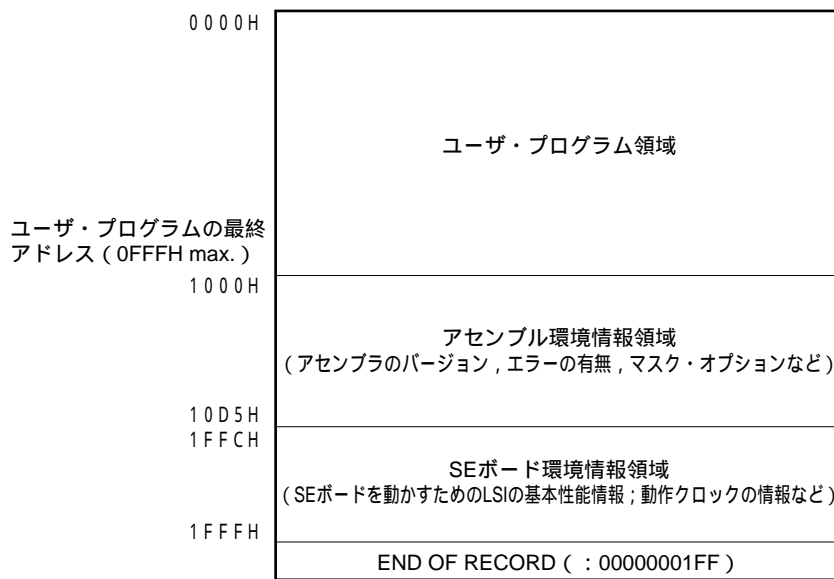 0000H
ユーザ・プログラム領域
ユーザ・プログラムの最終
アドレス（0FFFH max.）
1000H
アセンブル環境情報領域
（アセンブラのバージョン，エラーの有無，マスク・オプションなど）
10D5H
1FFCH
SEボード環境情報領域
（SEボードを動かすためのLSIの基本性能情報；動作クロックの情報など）
1FFFH
END OF RECORD（：00000001FF）